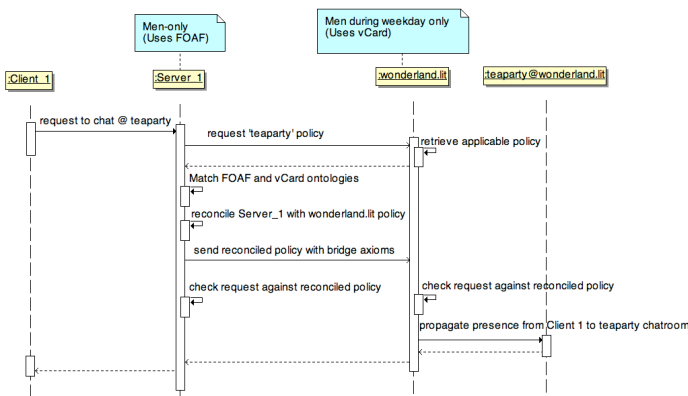 Men-only
(Uses FOAF)
Men during weekday only
(Uses vCard)
:Client_1
:Server_1
:wonderland.lit
:teaparty@wonderland.lit
request to chat @ teaparty
request 'teaparty' policy
retrieve applicable policy
Match FOAF and vCard ontologies
reconcile Server_1 with wonderland.lit policy
send reconciled policy with bridge axioms
check request against reconciled policy
check request against reconciled policy
propagate presence from Client 1 to teaparty chatroom